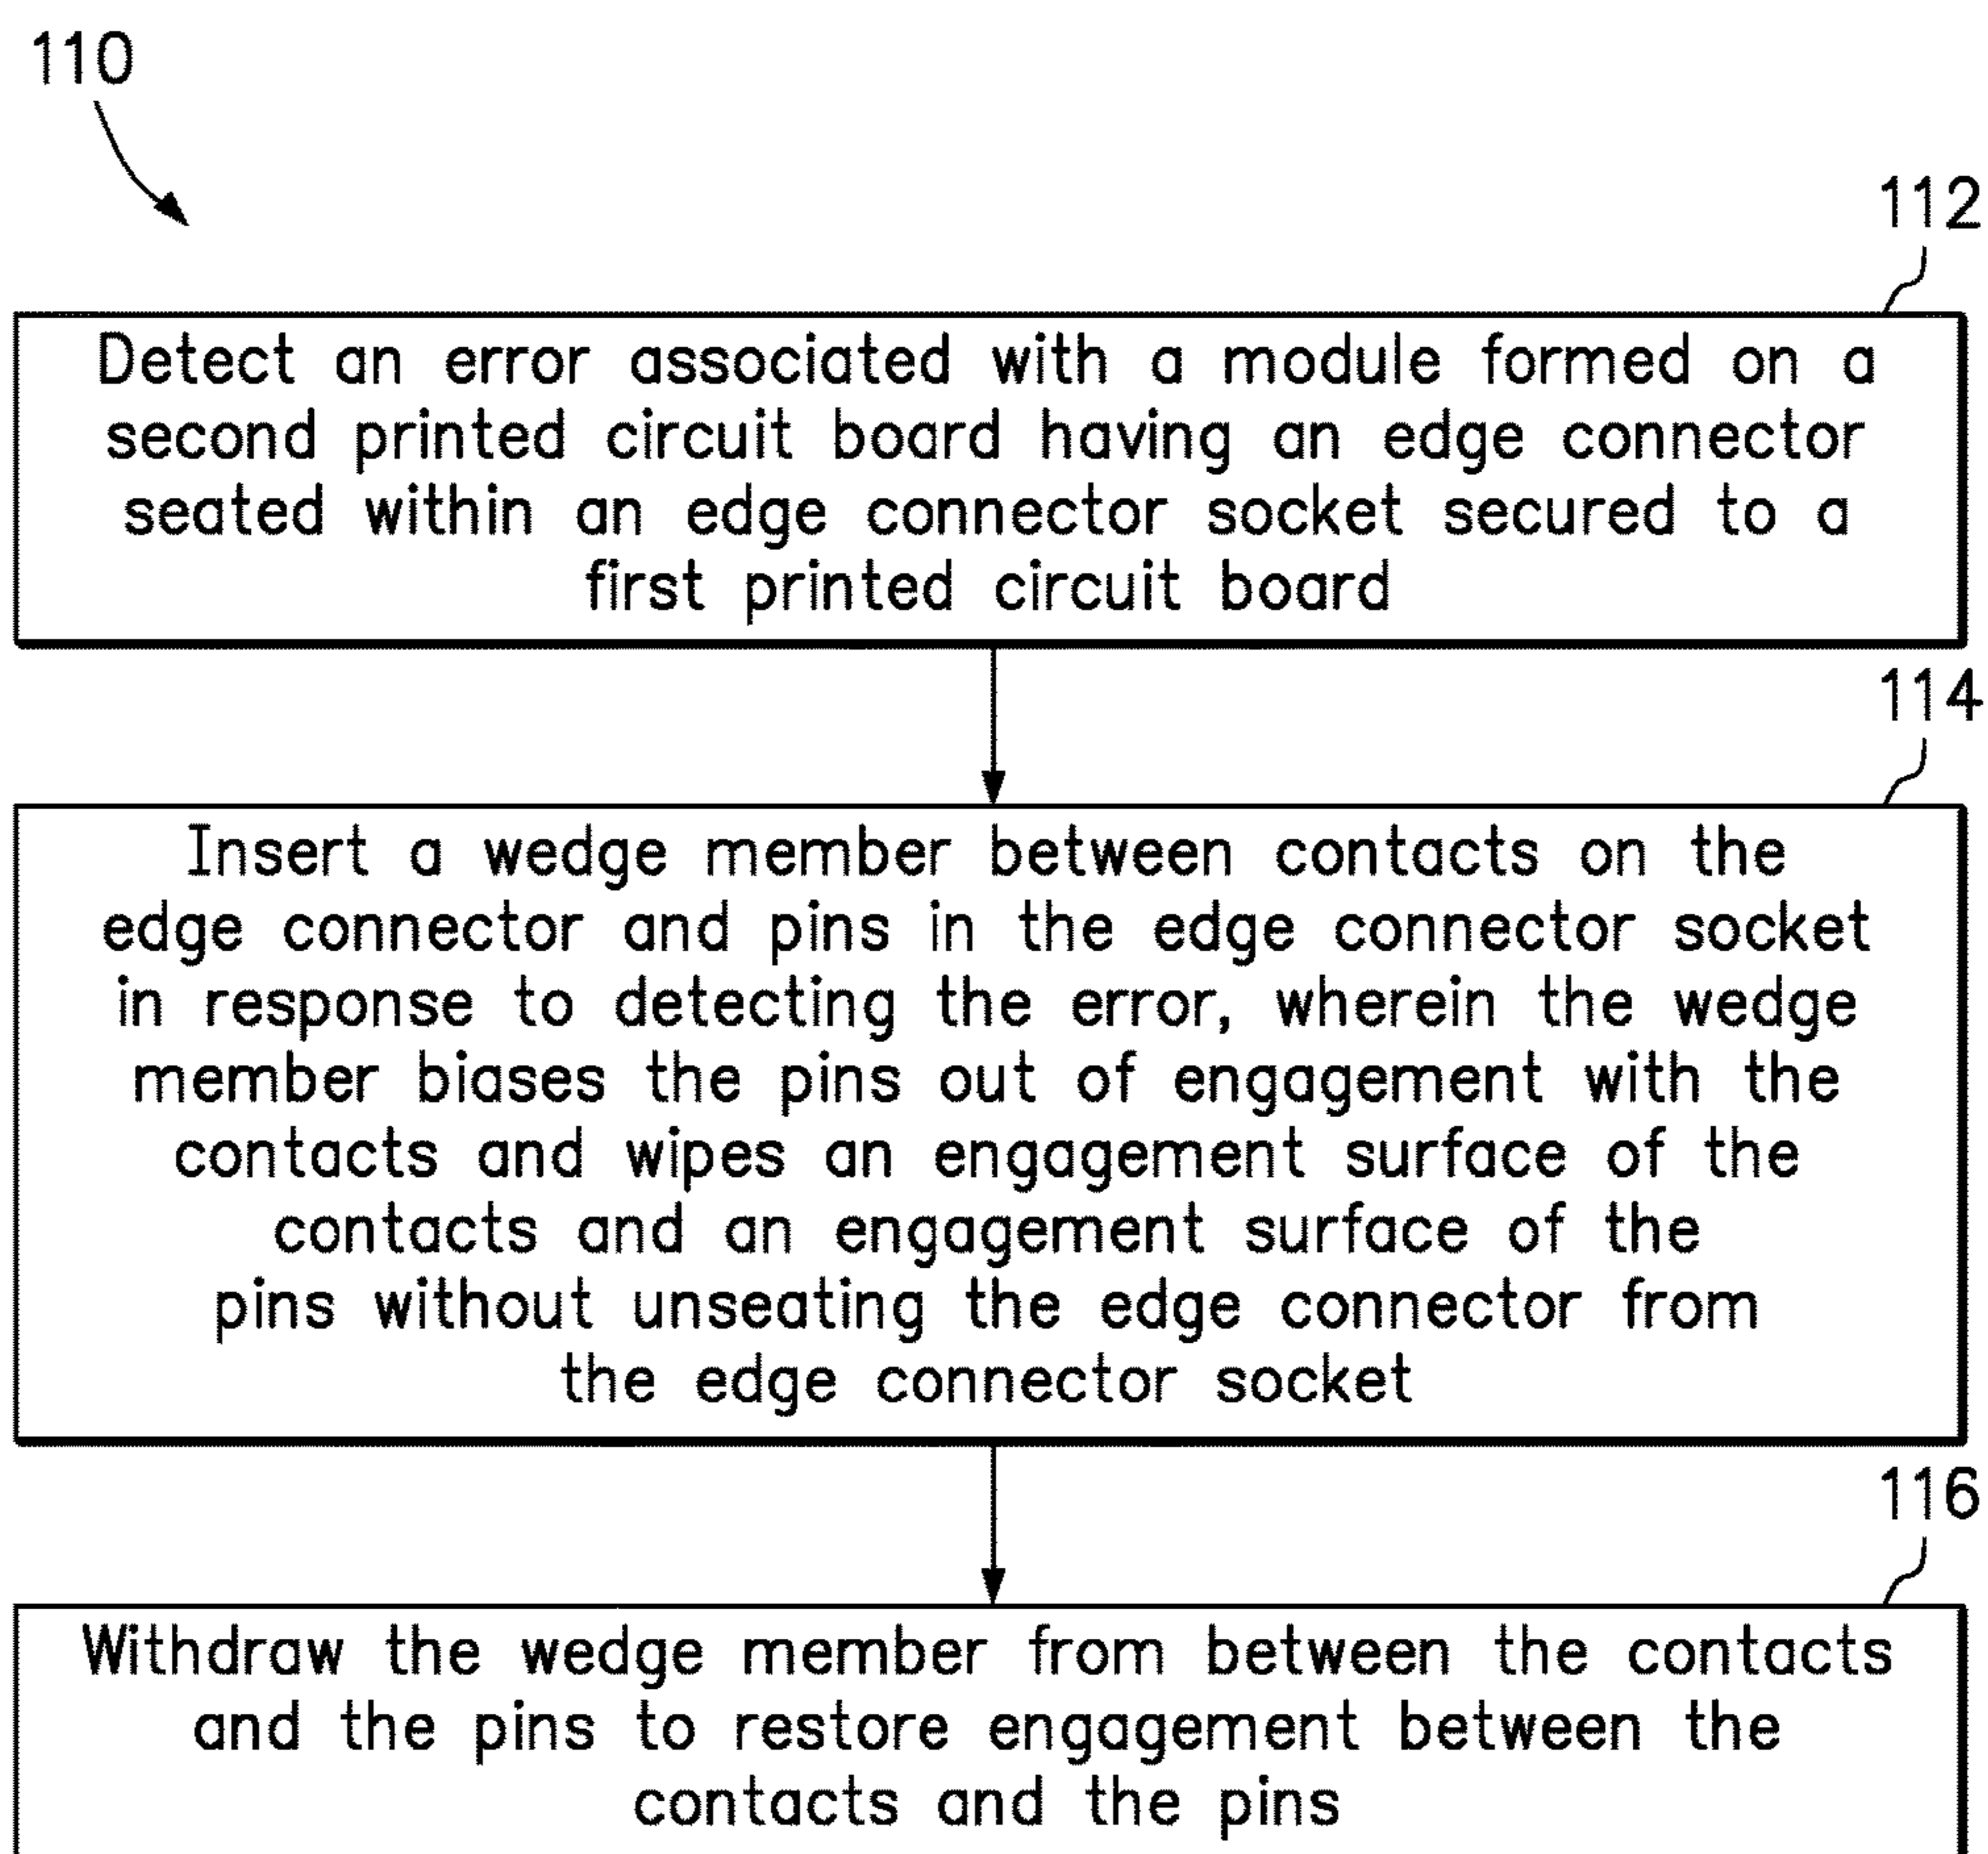 110
112
Detect an error associated with a module formed on a
second printed circuit board having an edge connector
seated within an edge connector socket secured to a
first printed circuit board
114
Insert a wedge member between contacts on the
edge connector and pins in the edge connector socket
in response to detecting the error, wherein the wedge
member biases the pins out of engagement with the
contacts and wipes an engagement surface of the
contacts and an engagement surface of the
pins without unseating the edge connector from
the edge connector socket
116
Withdraw the wedge member from between the contacts
and the pins to restore engagement between the
contacts and the pins